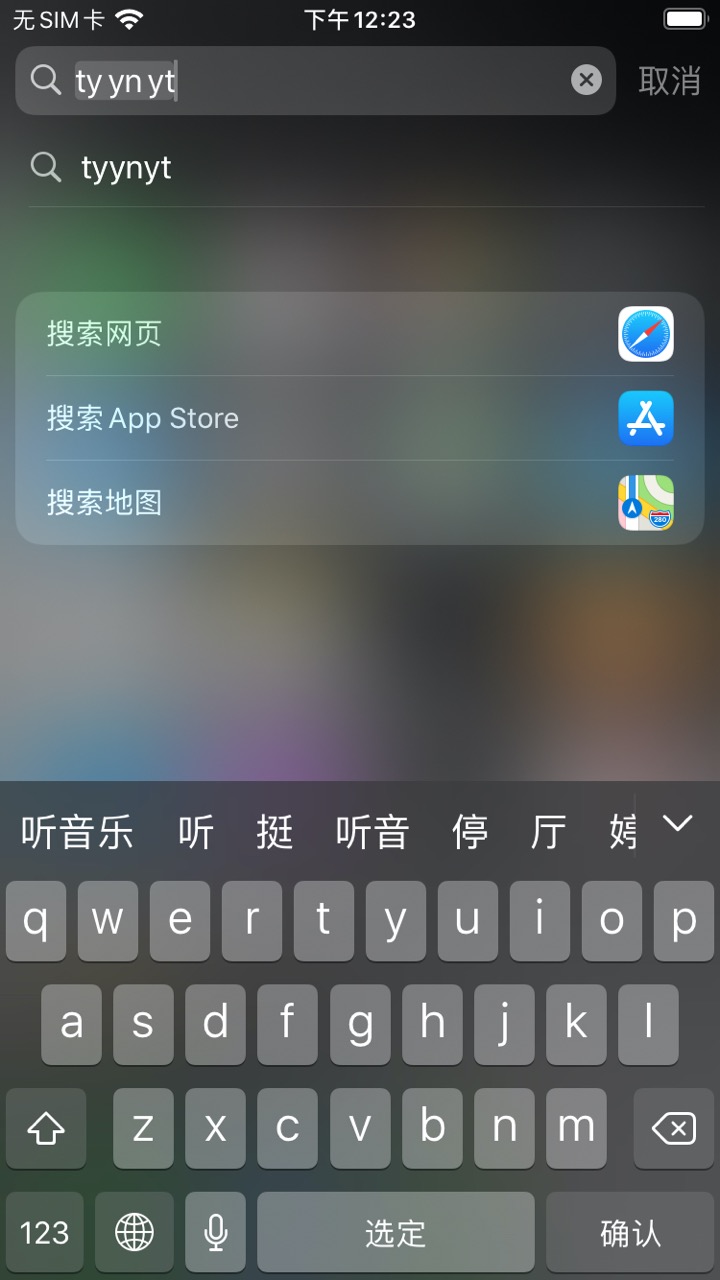 无SIM卡 下午12:23
ty yn yt 取消
tyynyt
搜索网页
搜索App Store
搜索地图
280
听音乐 听 挺 听音 停 厅 婷
q w e r t y u i o p
a s d f g h j k l
z x c v b n m
123 选定 确认